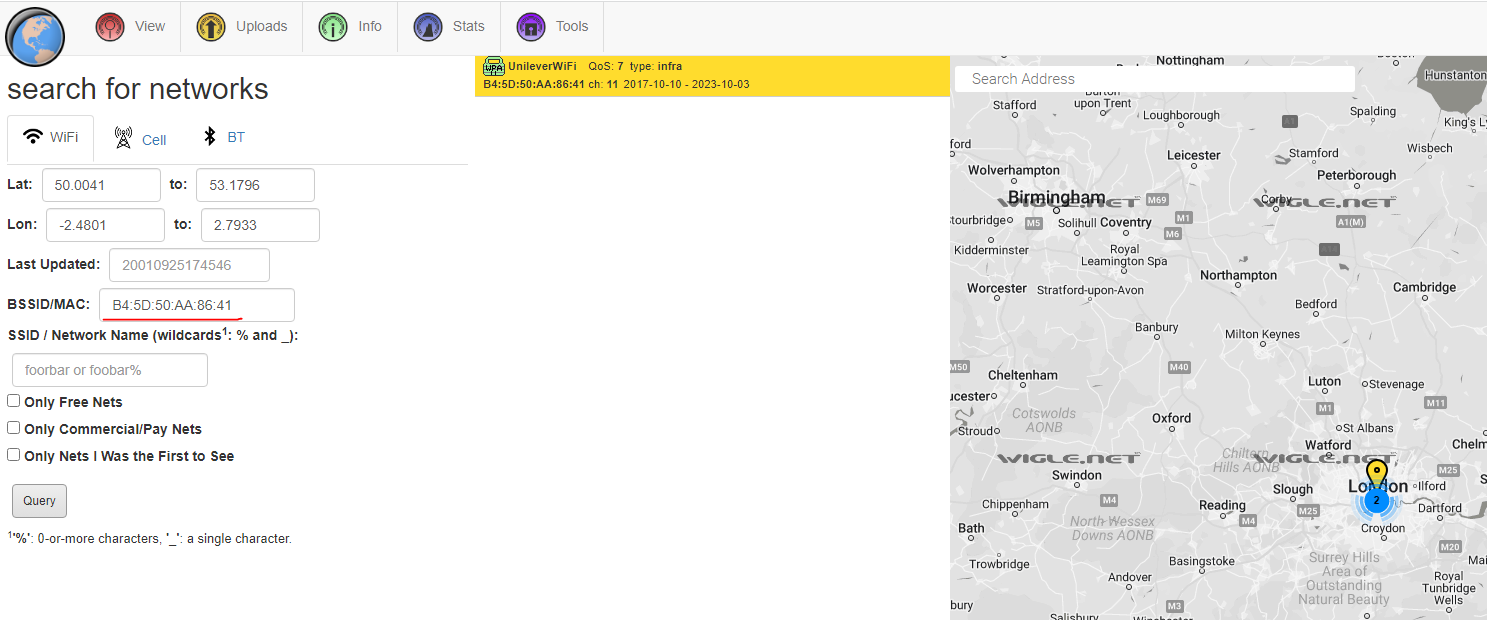 View
Uploads
Info
Stats
Tools
search for networks
WiFi
Cell
BT
Lat: 50.0041 to: 53.1796
Lon: -2.4801 to: 2.7933
Last Updated: 20010925174546
BSSID/MAC: B4:5D:50:AA:86:41
SSID / Network Name (wildcards1: % and _):
foorbar or foobar%
Only Free Nets
Only Commercial/Pay Nets
Only Nets I Was the First to See
Query
1'%': 0-or-more characters, '_': a single character.
WPA UnileverWiFi QoS: 7 type: infra
B4:5D:50:AA:86:41 ch: 11 2017-10-10 - 2023-10-03
Nottingham
Search Address
Hunstanton
Burton
upon Trent
Stafford
Loughborough
Spalding
King's Ly
Wisbech
Leicester
Stamford
Wolverhampton
Peterborough
Birmingham
WIGLE.NET
M69
Corby
WIGLE.NET
tourbridge
M5
Solihull
Coventry
M1
M6
A1(M)
Kidderminster
Royal
Leamington Spa
Northampton
Cambridge
Worcester
Stratford-upon-Avon
Bedford
Banbury
Milton Keynes
M50
M40
Cheltenham
Luton
Stevenage
ucester
M1
M11
Cotswolds
AONB
Oxford
Stroud
St Albans
Watford
Chelm
WIGLE.NET
Chiltern
Hills AONB
WIGLE.NET
Swindon
M25
London
Ilford
Slough
2
Chippenham
M4
Reading
M25
Dartford
M4
Bath
North Wessex
Downs AONB
Croydon
M20
Trowbridge
Basingstoke
Surrey Hills
Area of
Outstanding
Natural Beauty
Mai
Andover
Royal
Tunbridge
Wells
bury
M3
Salisbury